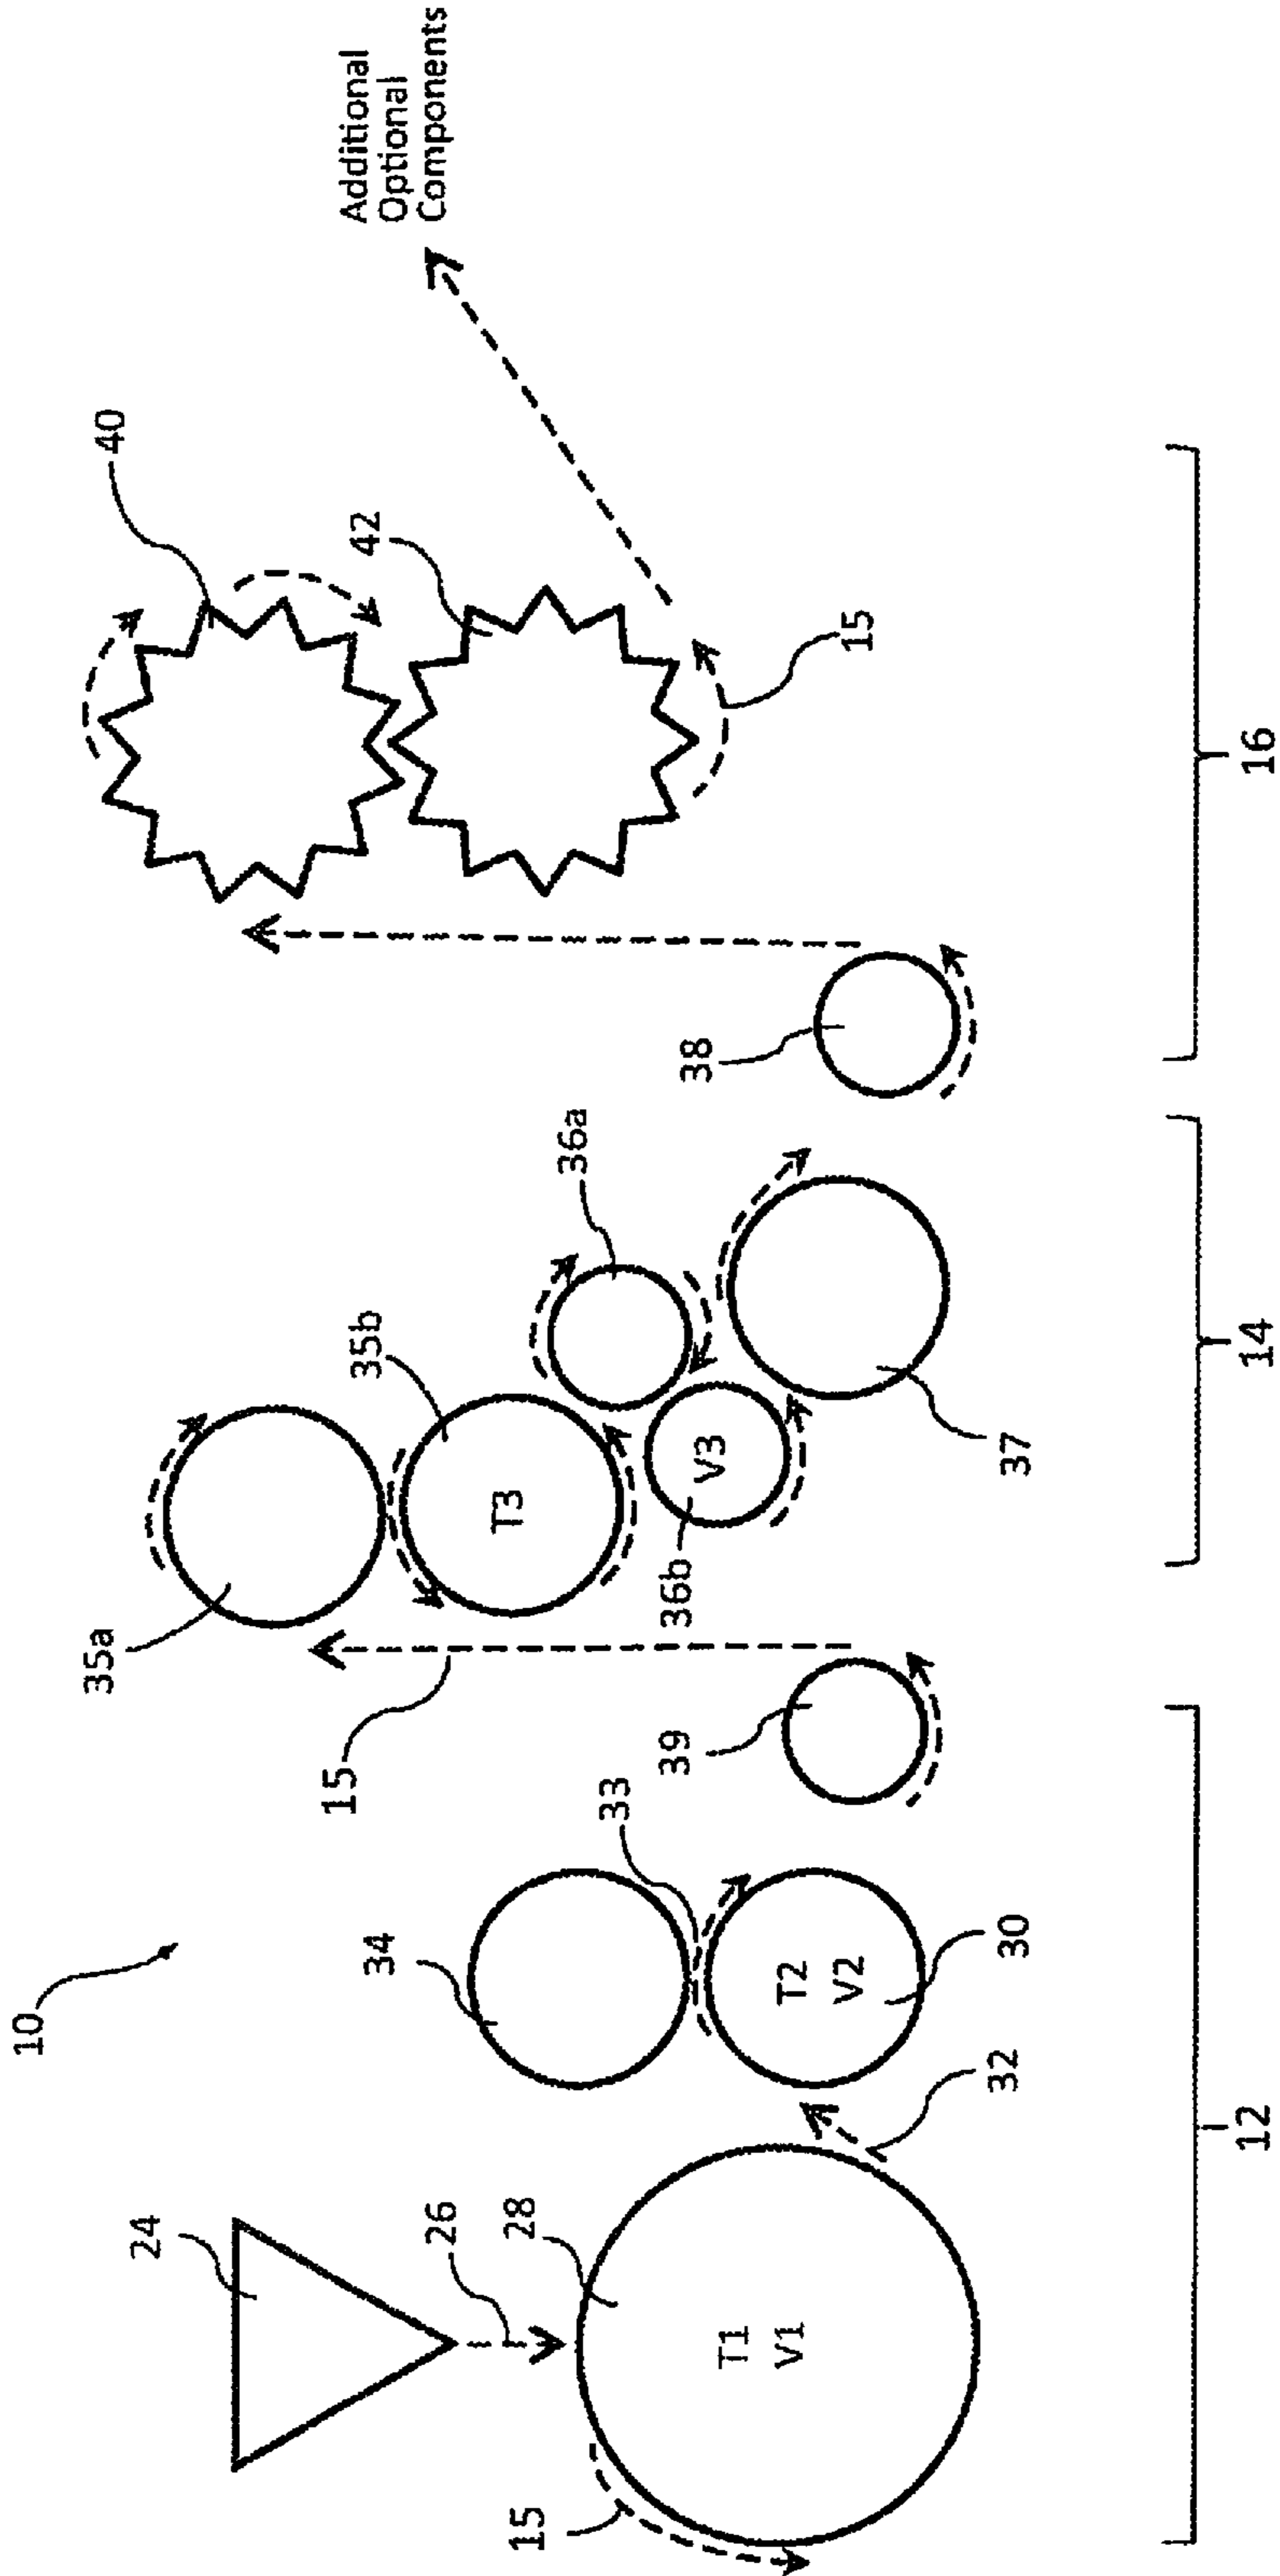 10
24
26
28
T1
V1
15
32
34
33
T2
V2
30
39
15
35a
35b
T3
36a
36b
V3
37
38
40
42
15
Additional
Optional
Components
12
14
16